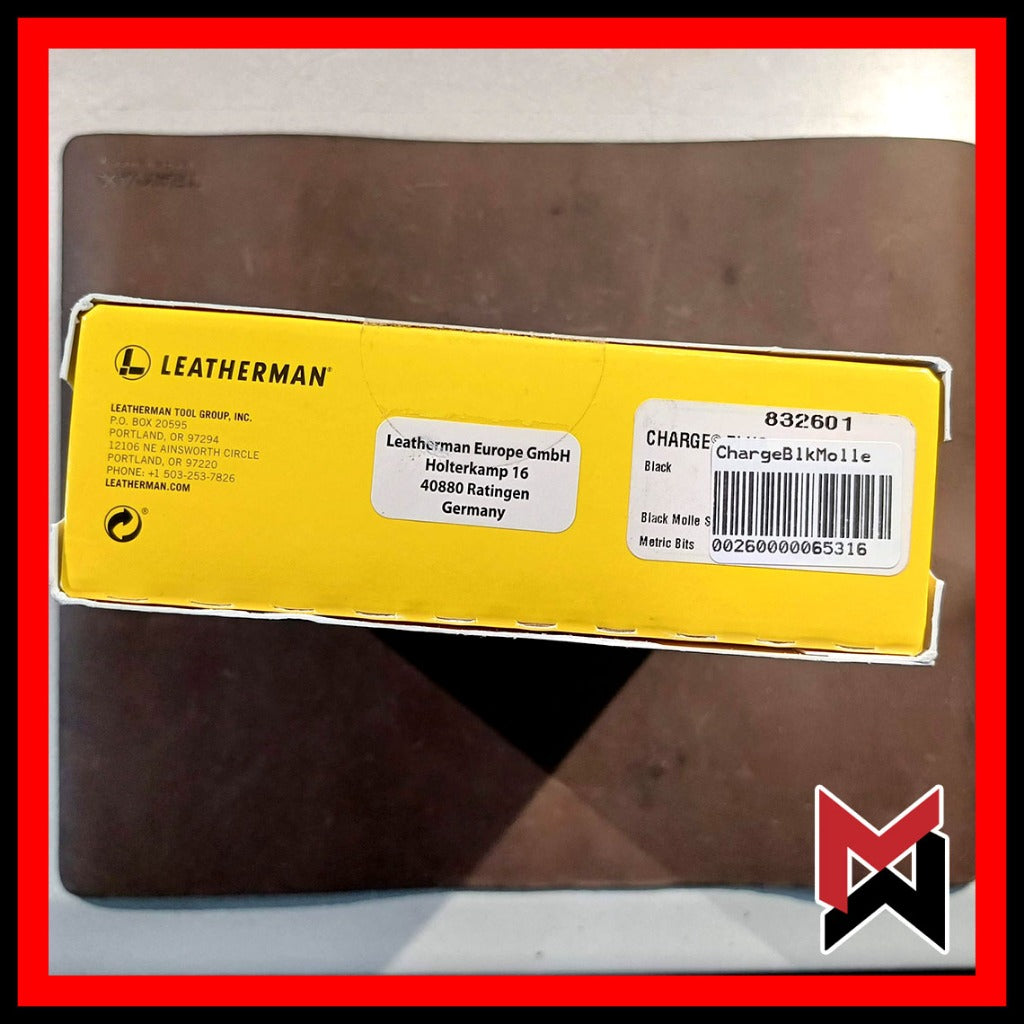 LEATHERMAN®
LEATHERMAN TOOL GROUP, INC.
P.O. BOX 20595
PORTLAND, OR 97294
12106 NE AINSWORTH CIRCLE
PORTLAND, OR 97220
PHONE: +1 503-253-7826
LEATHERMAN.COM
®
Leatherman Europe GmbH
Holterkamp 16
40880 Ratingen
Germany
832601
CHARGE®
Black
Black Molle S
Metric Bits
ChargeBlkMolle
00260000065316